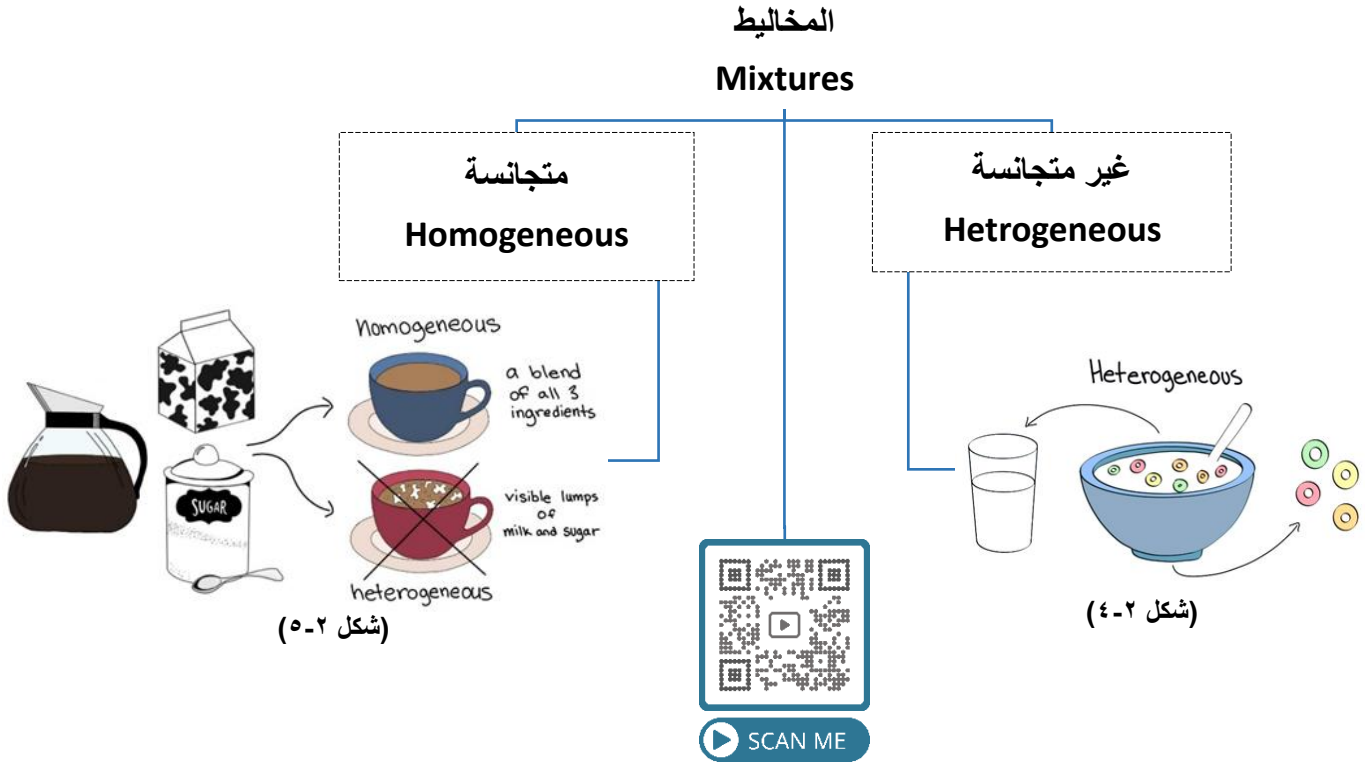 المخاليط
Mixtures
غير متجانسة
Hetrogeneous
متجانسة
Homogeneous
Heterogeneous
(شكل ٢-٤)
homogeneous
a blend
of all 3
ingredients
SUGAR
visible lumps
of
milk and sugar
heterogeneous
(شكل ٢-٥)
SCAN ME